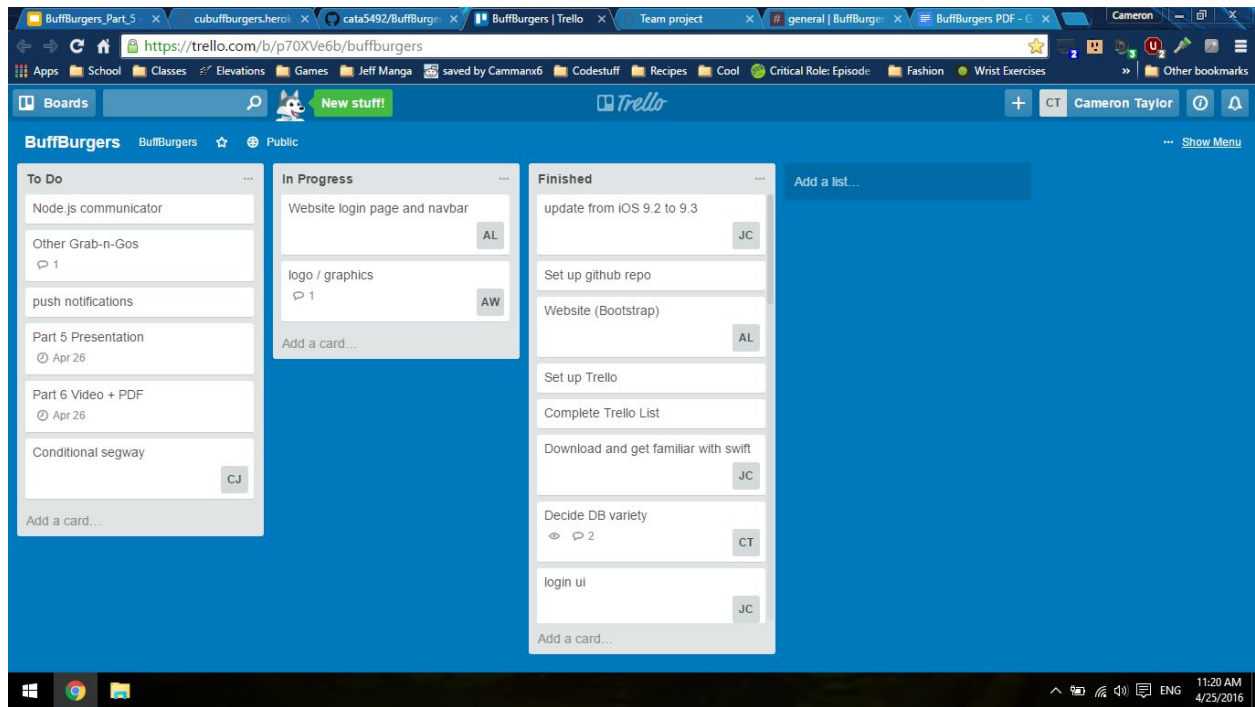 BuffBurgers_Part_5 -
cubuffburgers.herok
cata5492/BuffBurge
BuffBurgers | Trello
Team project
general | BuffBurge
BuffBurgers PDF - G
Cameron
https://trello.com/b/p70XVe6b/buffburgers
2
3
2
Apps School Classes Elevations Games Jeff Manga saved by Cammanx6 Codestuff Recipes Cool Critical Role: Episode Fashion Wrist Exercises » Other bookmarks
Boards
New stuff!
Trello
+
CT Cameron Taylor
BuffBurgers BuffBurgers Public
... Show Menu
To Do ...
Node.js communicator
Other Grab-n-Gos
1
push notifications
Part 5 Presentation
Apr 26
Part 6 Video + PDF
Apr 26
Conditional segway
CJ
Add a card...
In Progress ...
Website login page and navbar
AL
logo / graphics
1
AW
Add a card...
Finished ...
update from iOS 9.2 to 9.3
JC
Set up github repo
Website (Bootstrap)
AL
Set up Trello
Complete Trello List
Download and get familiar with swift
JC
Decide DB variety
2
CT
login ui
JC
Add a card...
Add a list...
ENG
11:20 AM
4/25/2016